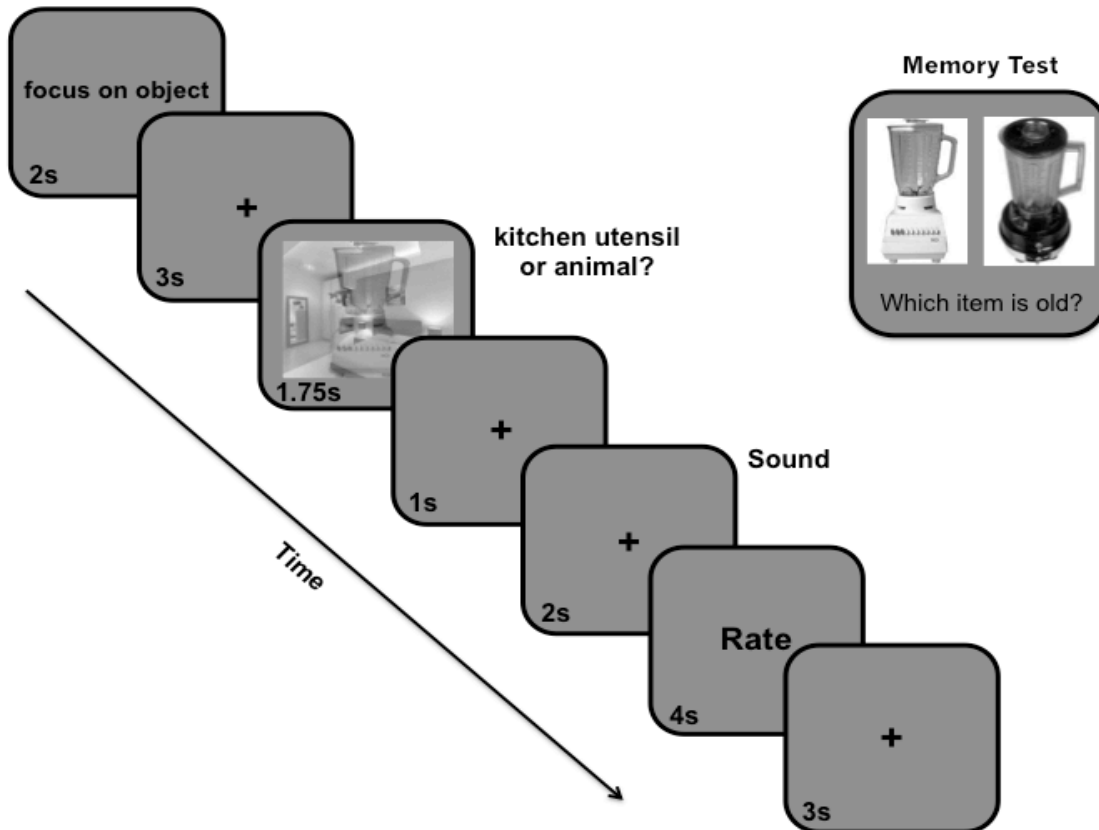 focus on object
2s
+
3s
kitchen utensil
or animal?
1.75s
+
1s
Sound
+
2s
Rate
4s
+
3s
Time
Memory Test
Which item is old?